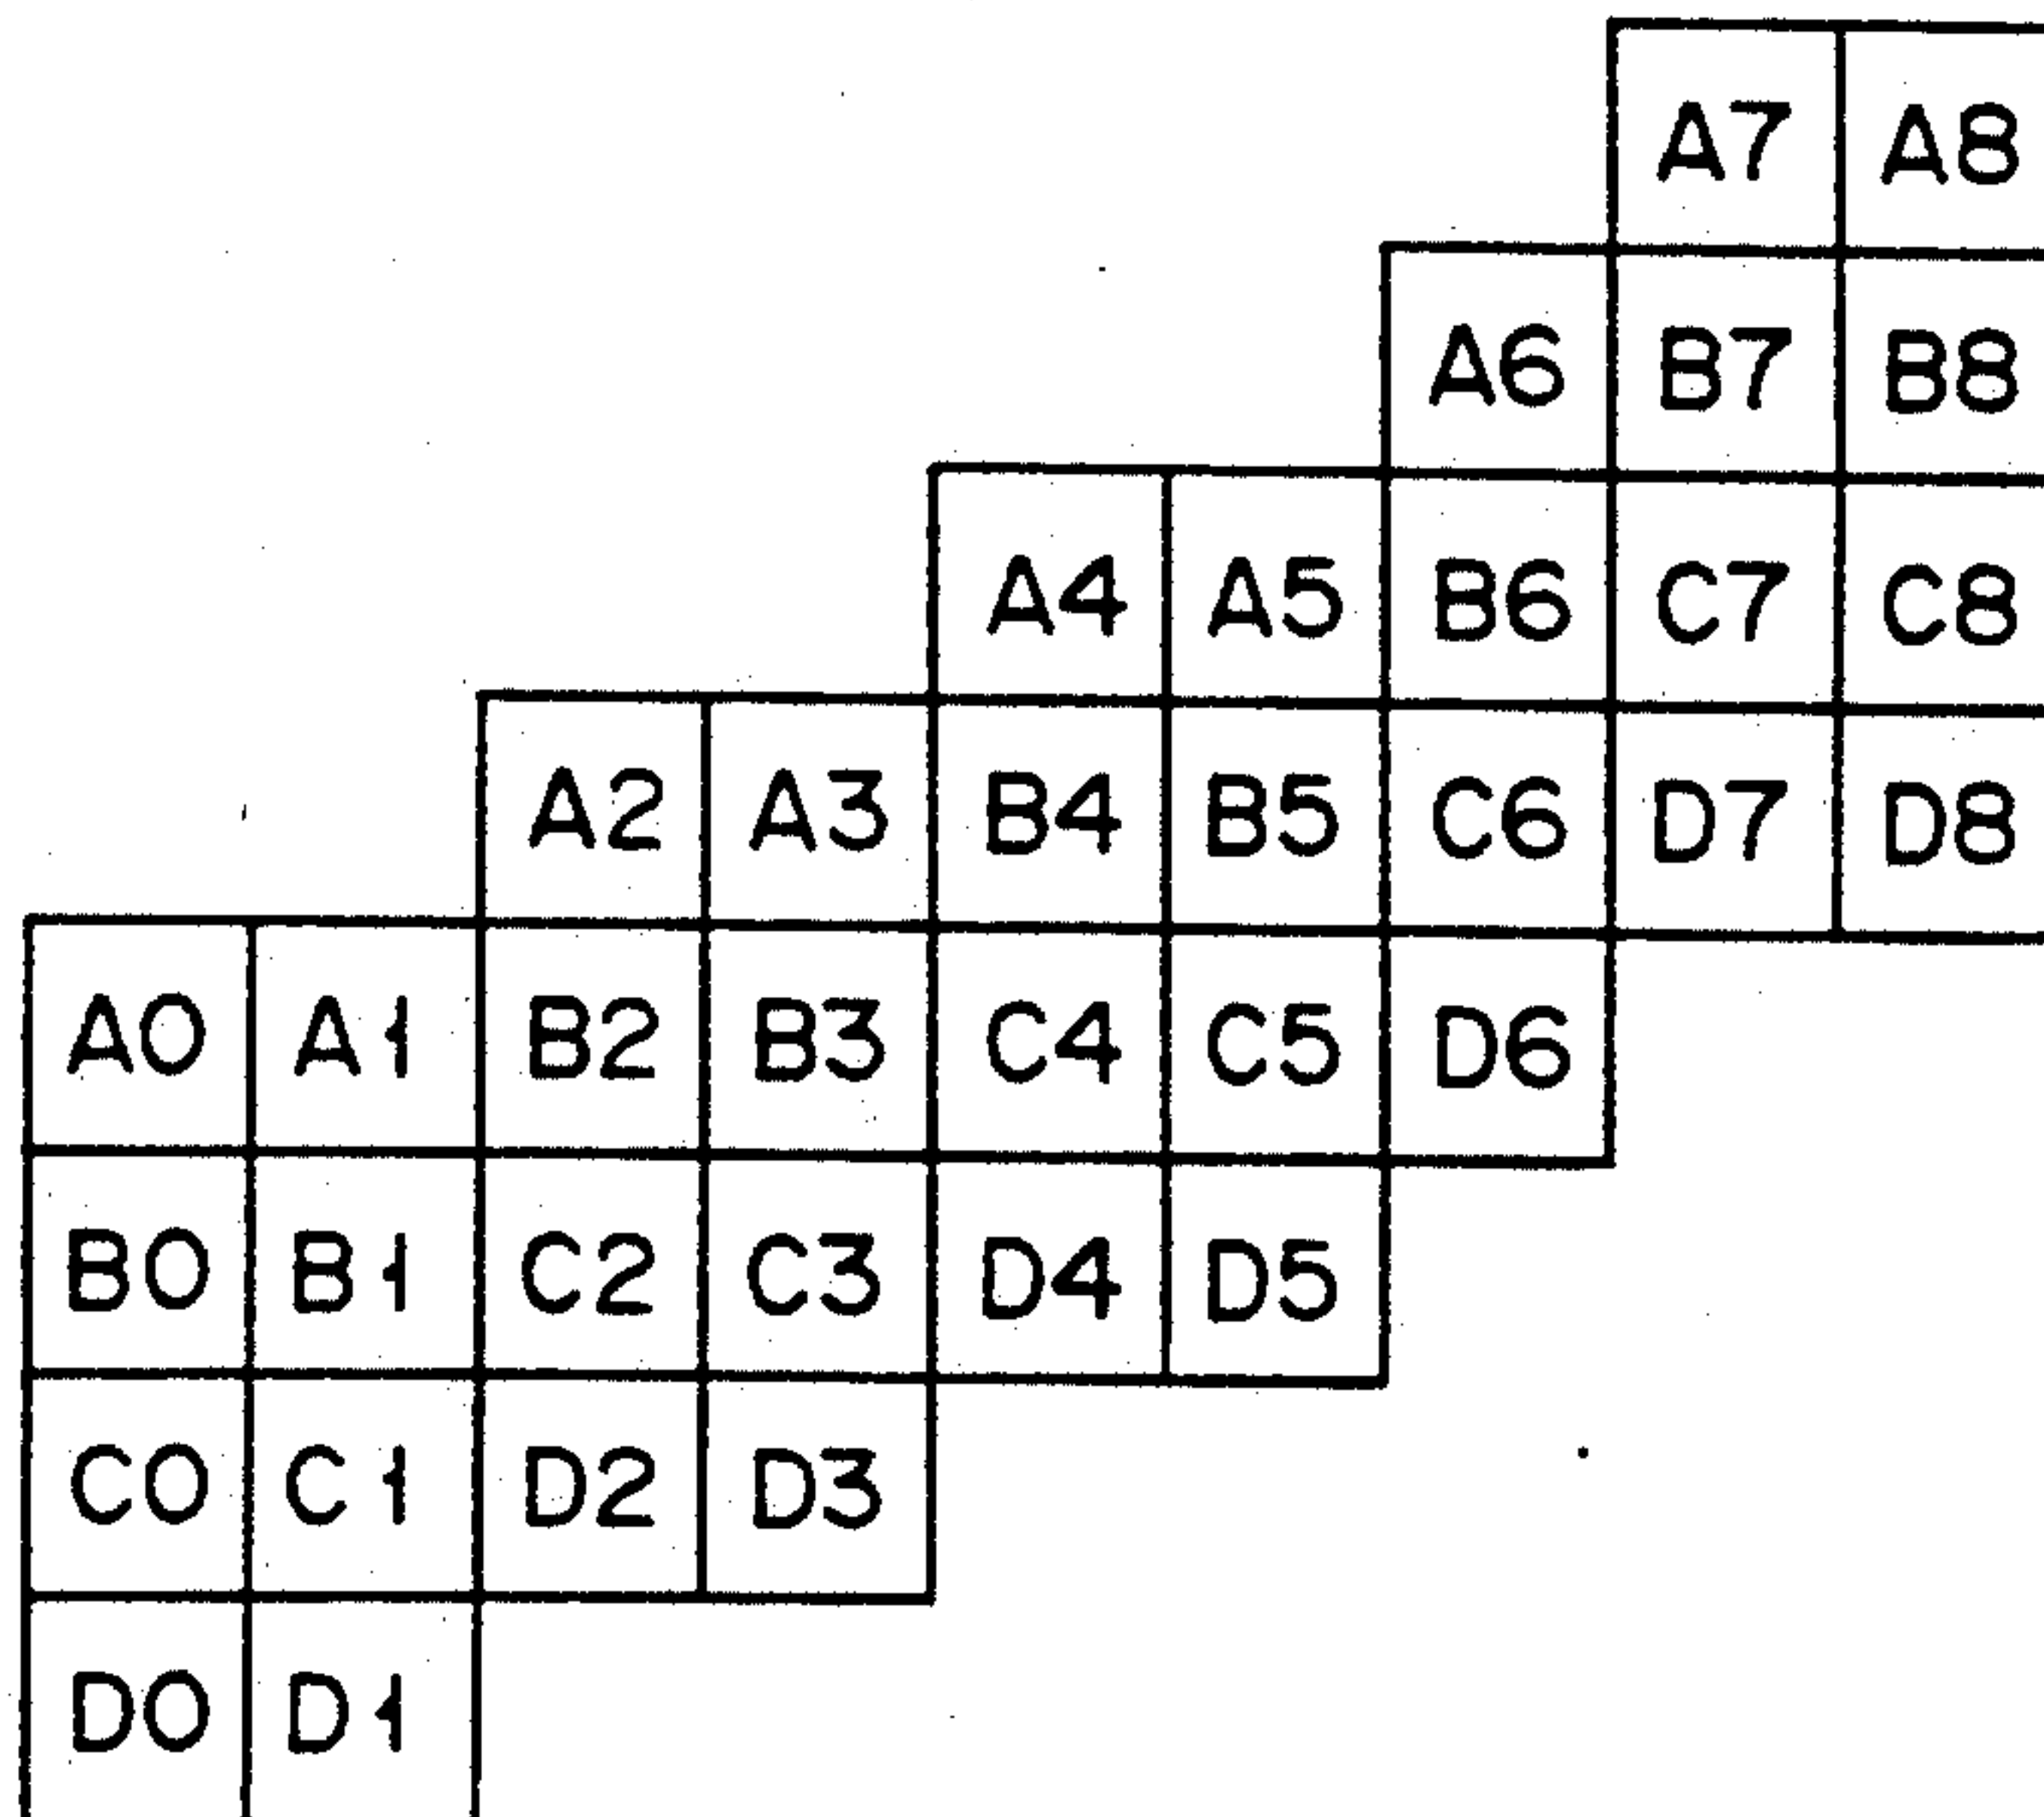 A7 A8
A6 B7 B8
A4 A5 B6 C7 C8
A2 A3 B4 B5 C6 D7 D8
A0 A1 B2 B3 C4 C5 D6
B0 B1 C2 C3 D4 D5
C0 C1 D2 D3
D0 D1